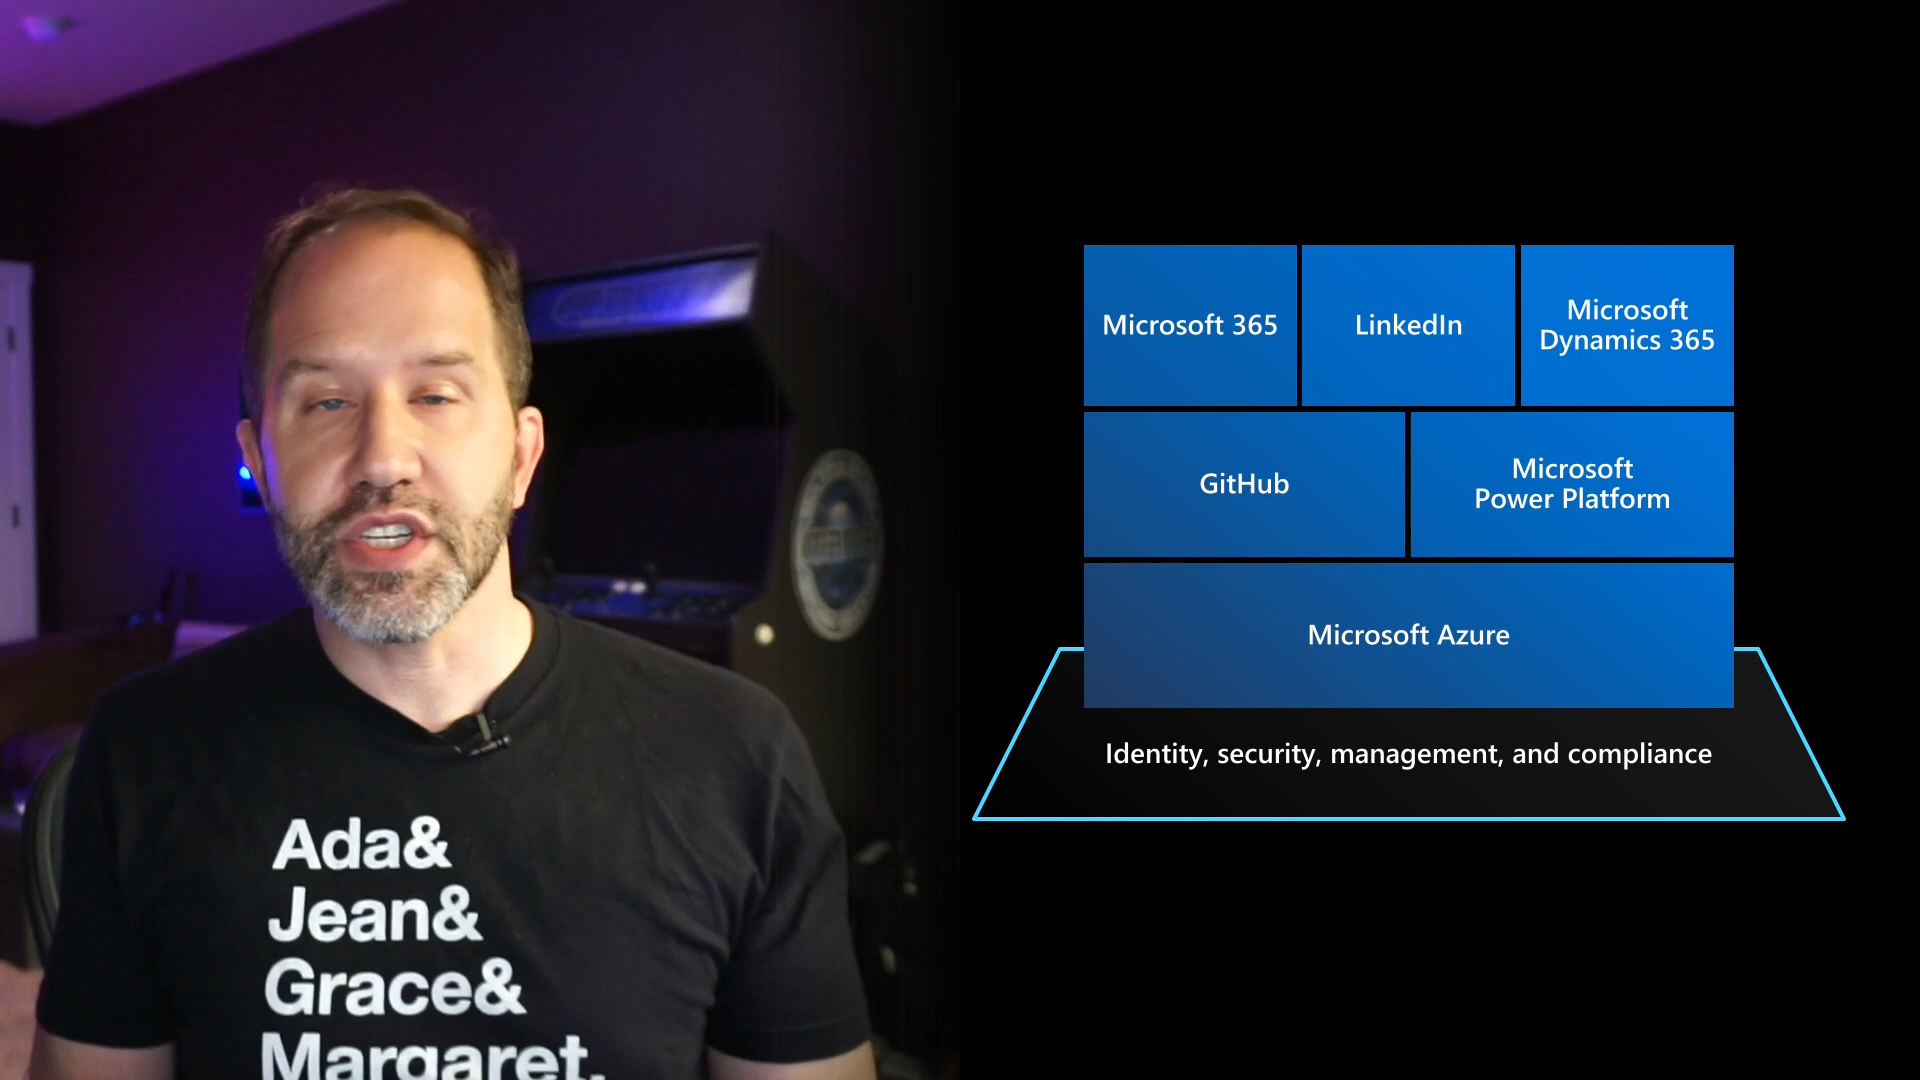 Ada&
Jean&
Grace&
Margaret.
Microsoft 365
LinkedIn
Microsoft
Dynamics 365
GitHub
Microsoft
Power Platform
Microsoft Azure
Identity, security, management, and compliance